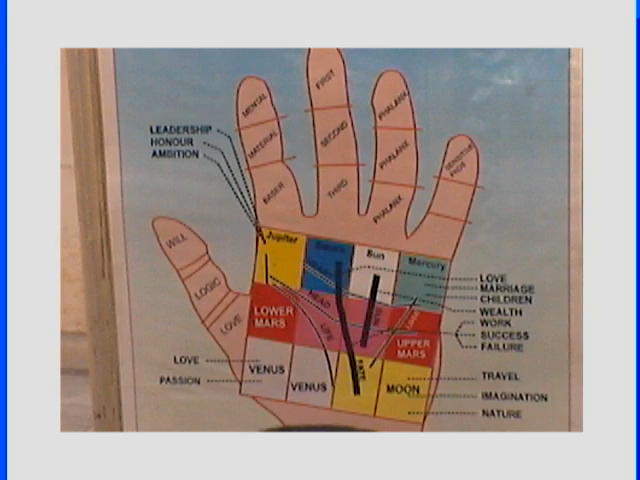 FIRST
MENTAL
PHALANX
LEADERSHIP
HONOUR
AMBITION
MATERIAL
SECOND
PHALANX
SENSITIVE
PADS
BASER
THIRD
PHALANX
WILL
Jupiter
Saturn
Sun
Mercury
LOGIC
LOVE
MARRIAGE
CHILDREN
WEALTH
WORK
SUCCESS
FAILURE
HEAD
LOVE
LOWER
MARS
LIFE
UPPER
MARS
LOVE
PASSION
VENUS
VENUS
FATE
MOON
TRAVEL
IMAGINATION
NATURE